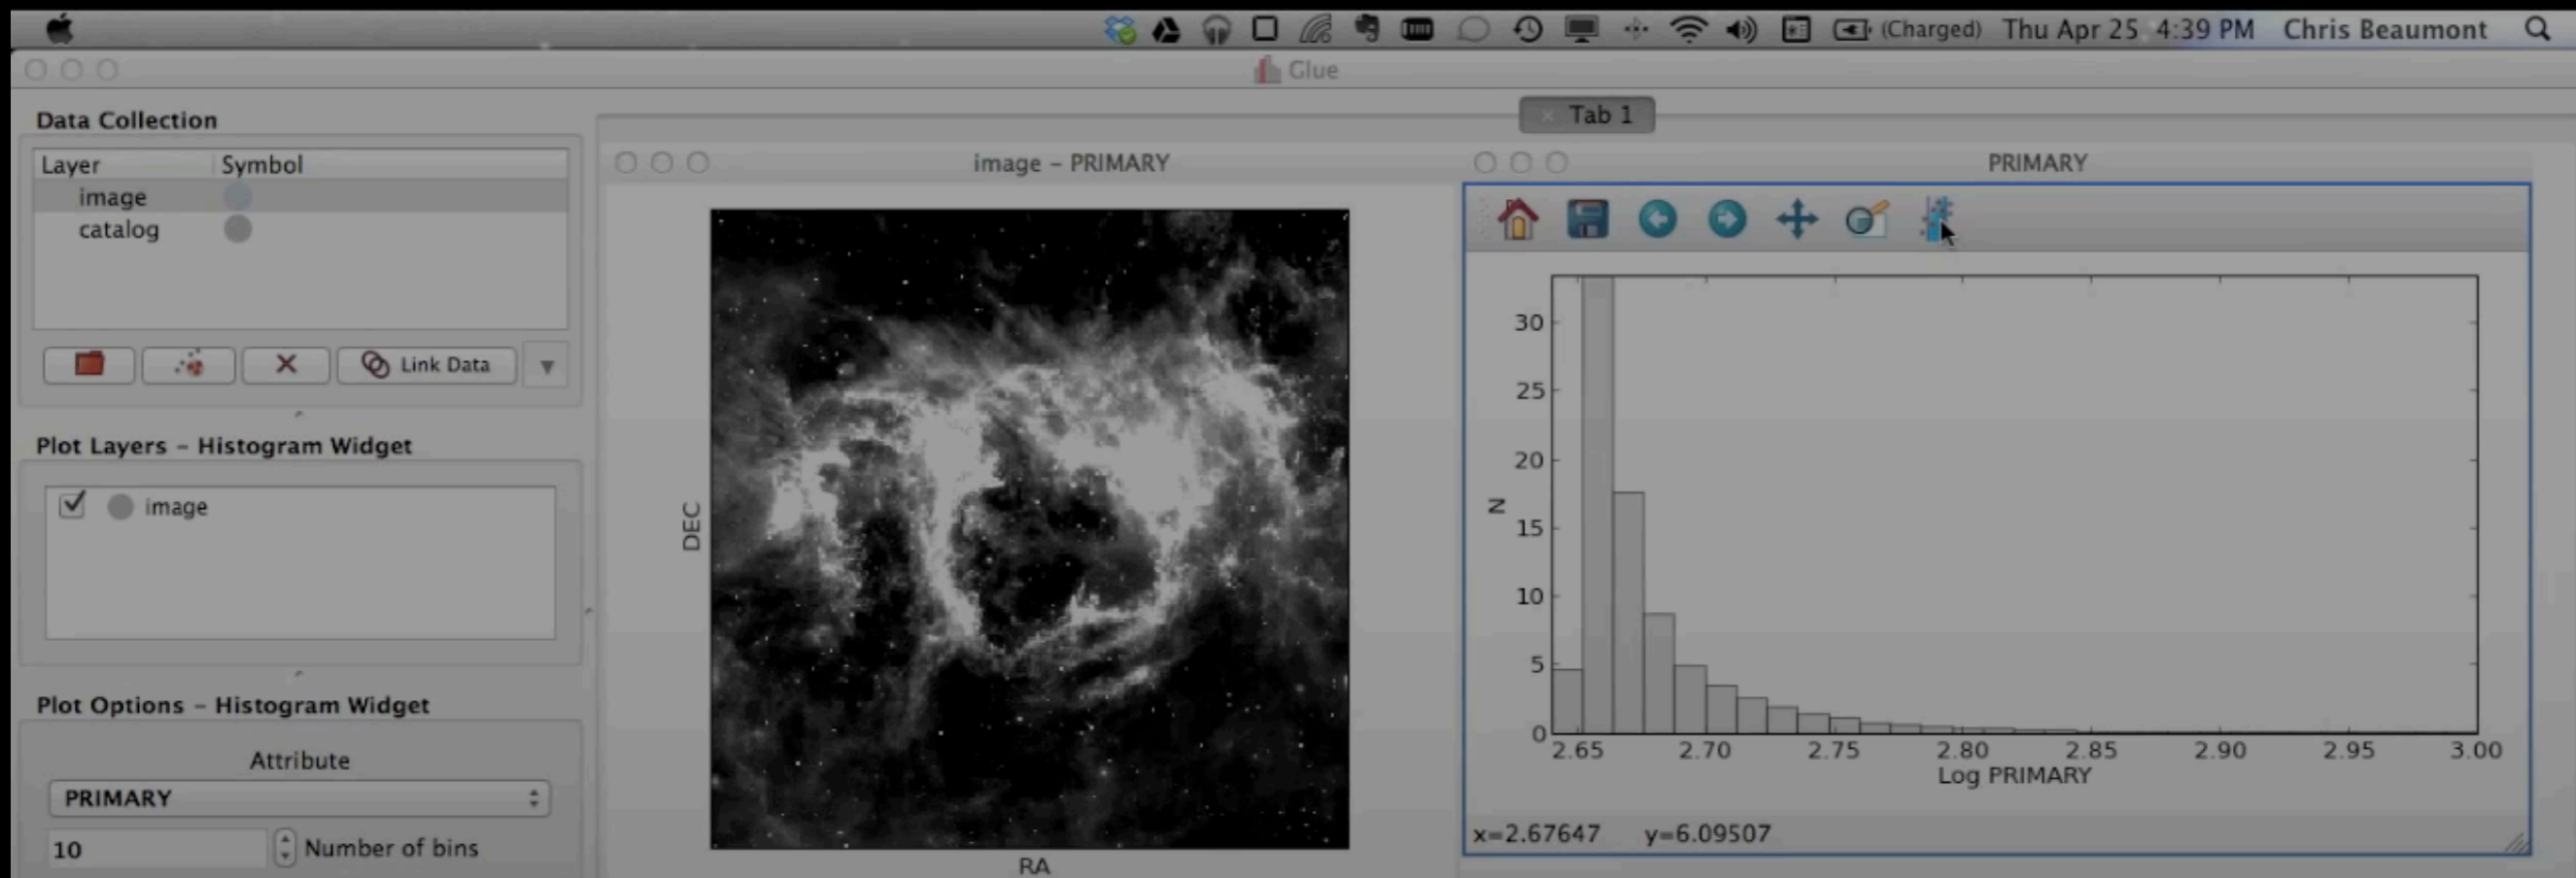 (Charged) Thu Apr 25 4:39 PM Chris Beaumont
Glue
Data Collection
Layer Symbol
image
catalog
Link Data
Plot Layers – Histogram Widget
image
Plot Options – Histogram Widget
Attribute
PRIMARY
10 Number of bins
Tab 1
image – PRIMARY
DEC
RA
PRIMARY
30
25
20
15
10
5
0
N
2.65 2.70 2.75 2.80 2.85 2.90 2.95 3.00
Log PRIMARY
x=2.67647 y=6.09507